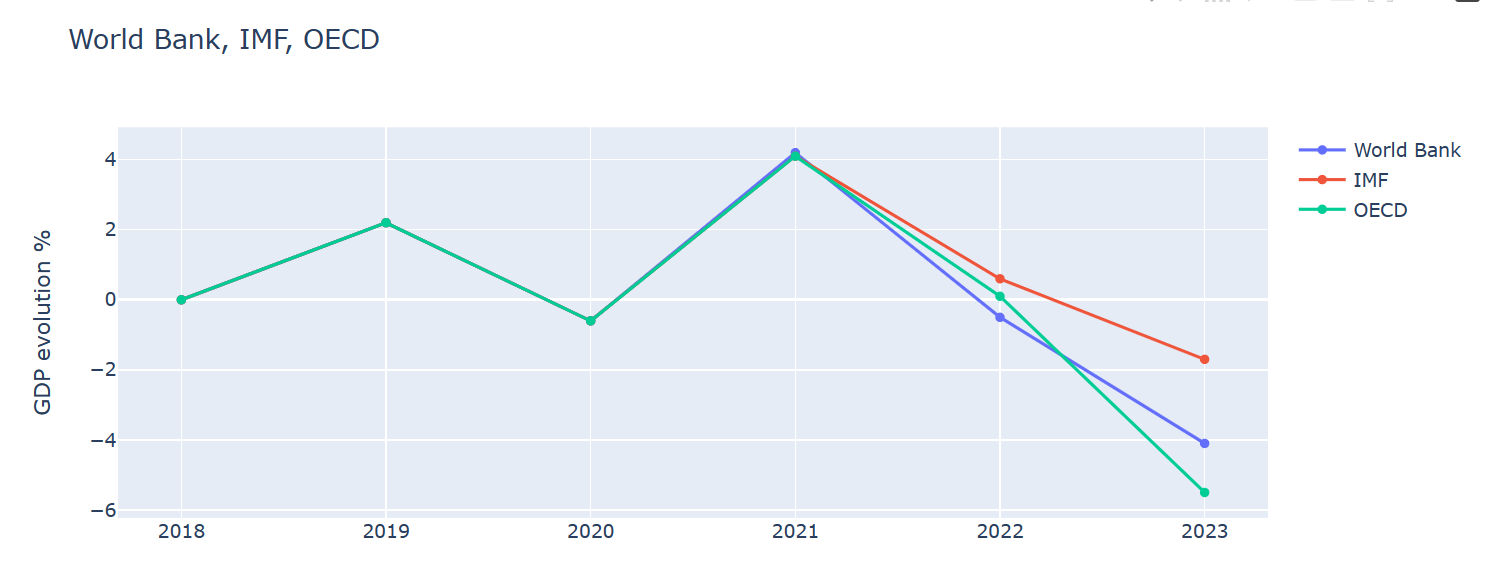 World Bank, IMF, OECD
World Bank
IMF
OECD
GDP evolution %
4
2
0
−2
−4
−6
2018 2019 2020 2021 2022 2023